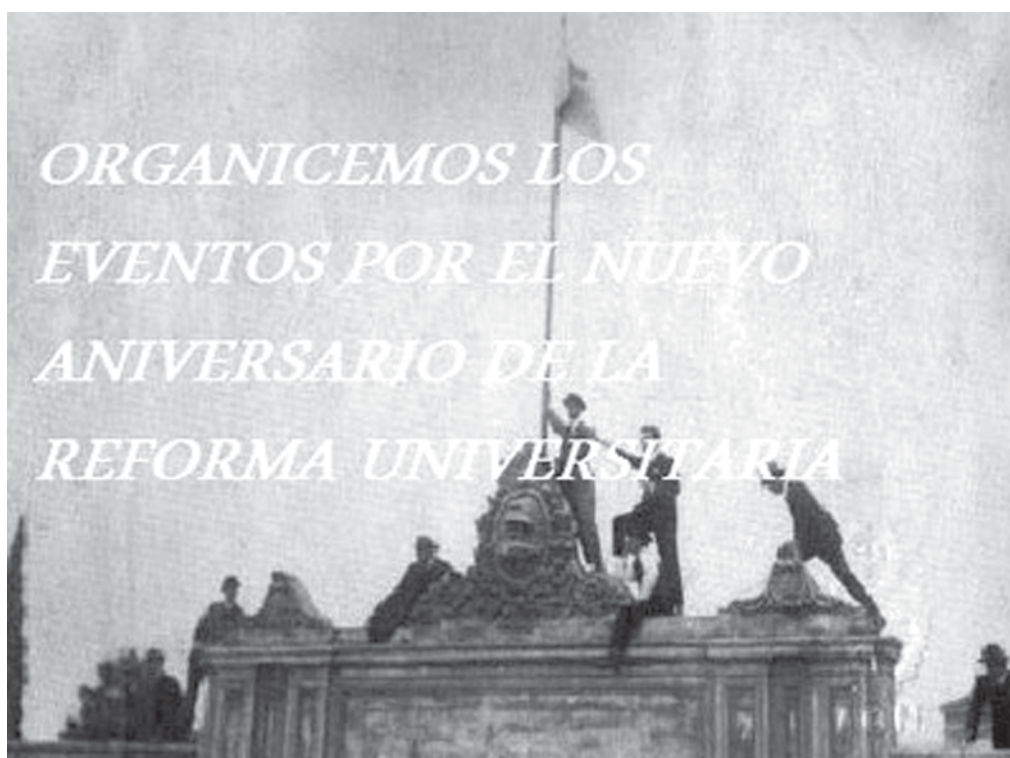 ORGANICEMOS LOS
EVENTOS POR EL NUEVO
ANIVERSARIO DE LA
REFORMA UNIVERSITARIA